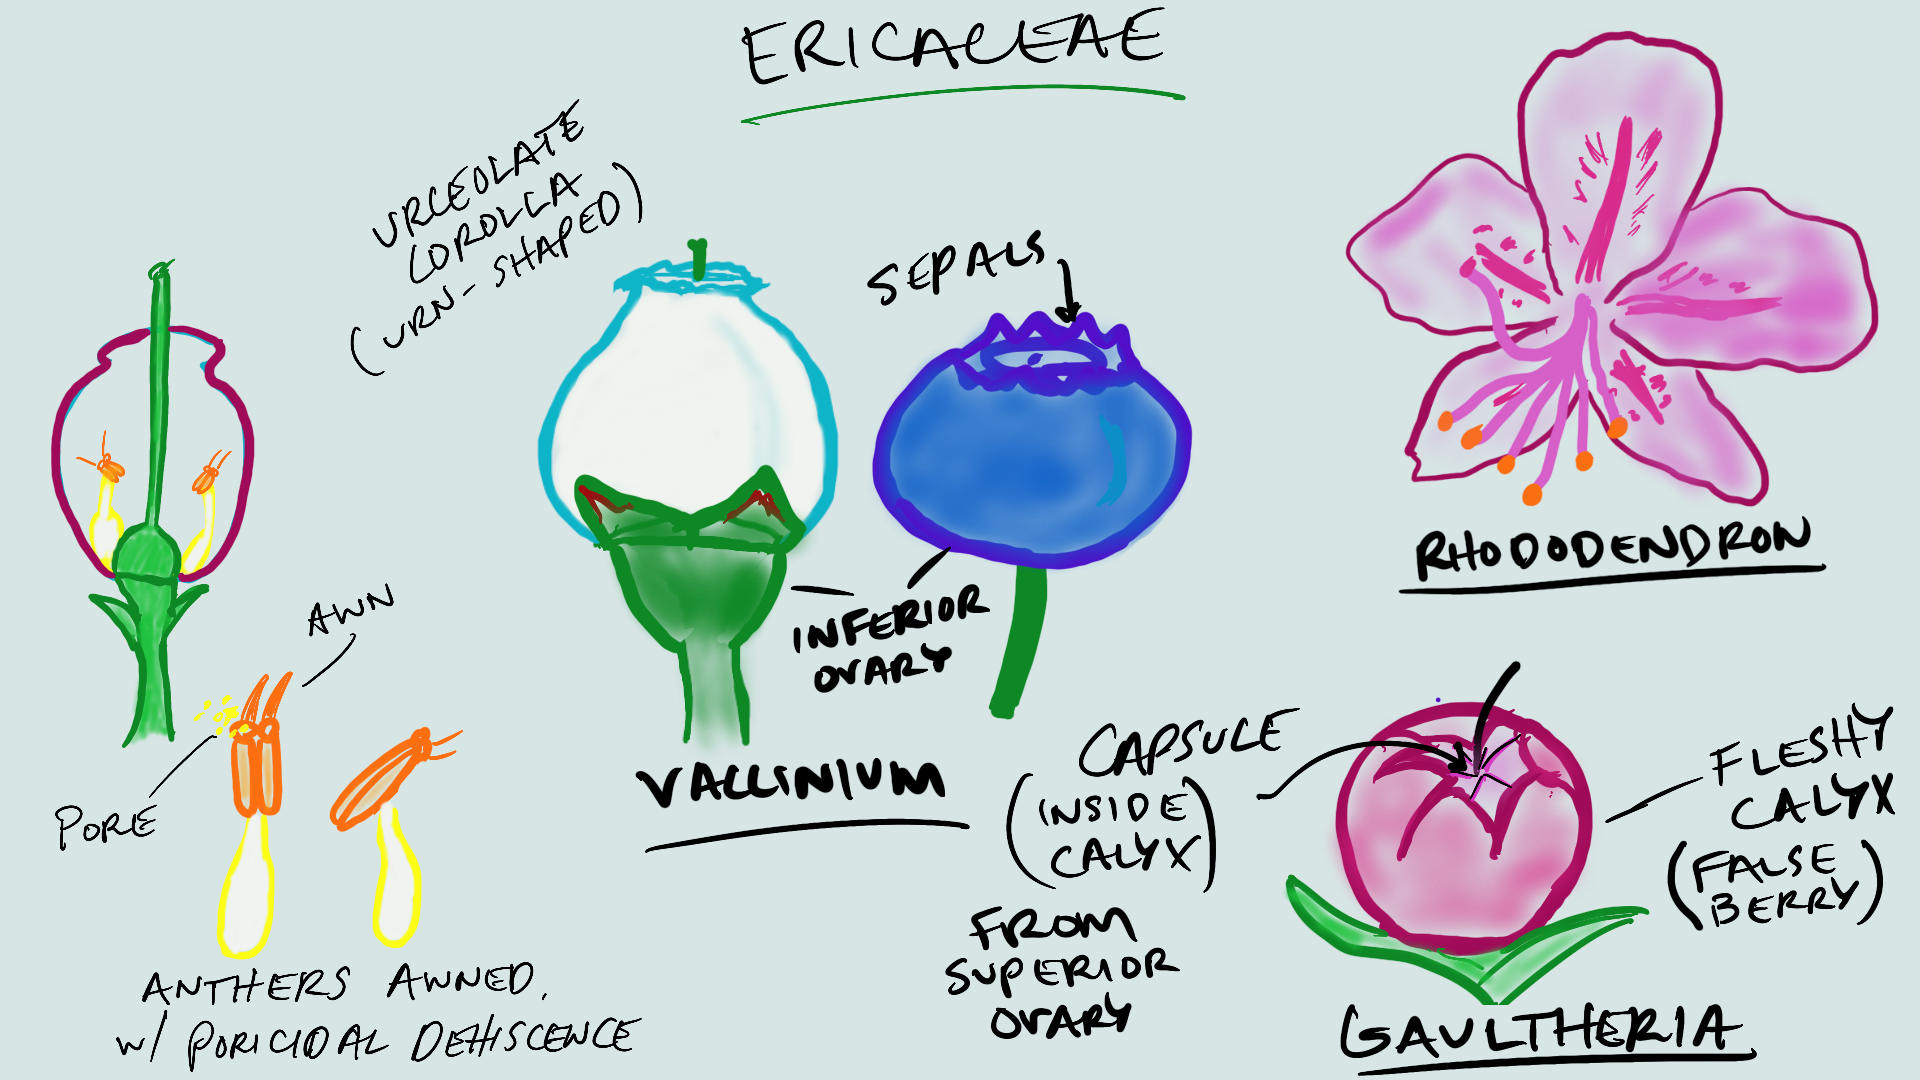 ERICACEAE
URCEOLATE
COROLLA
(URN-SHAPED)
SEPALS
INFERIOR
OVARY
VACCINIUM
RHODODENDRON
AWN
PORE
ANTHERS AWNED,
W/ PORICIDAL DEHISCENCE
CAPSULE
(INSIDE
CALYX)
FROM
SUPERIOR
OVARY
FLESHY
CALYX
(FALSE
BERRY)
GAULTHERIA